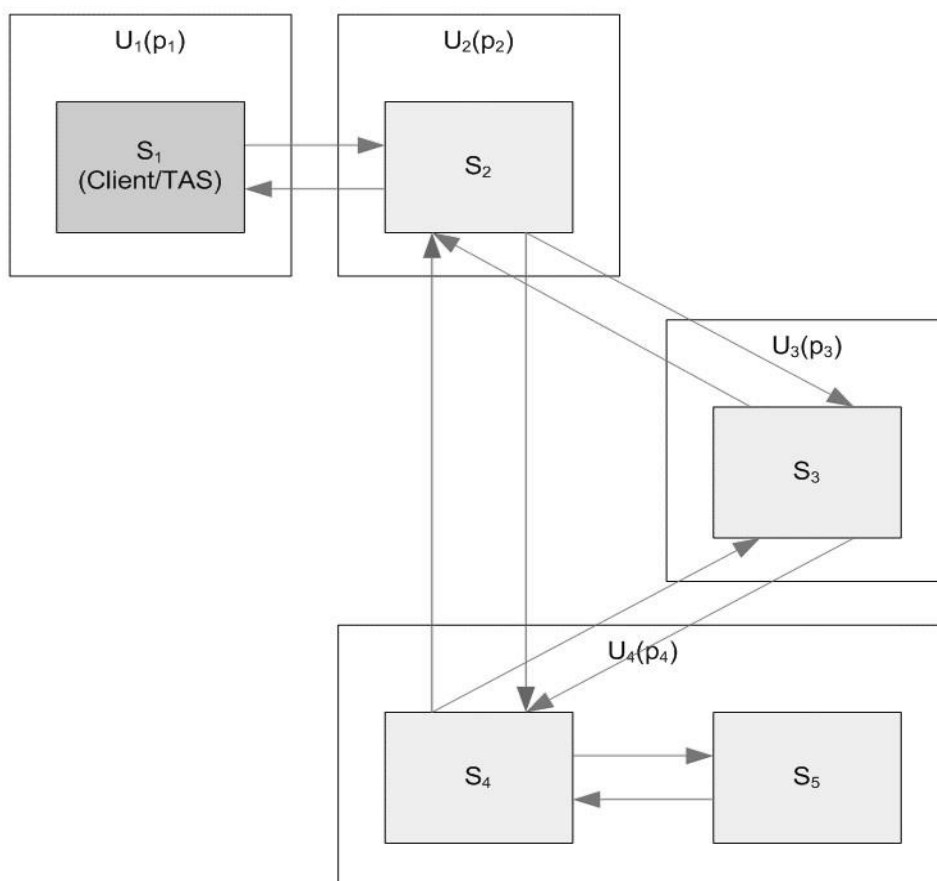 U₁(p₁)
U₂(p₂)
S₁
(Client/TAS)
S₂
U₃(p₃)
S₃
U₄(p₄)
S₄
S₅